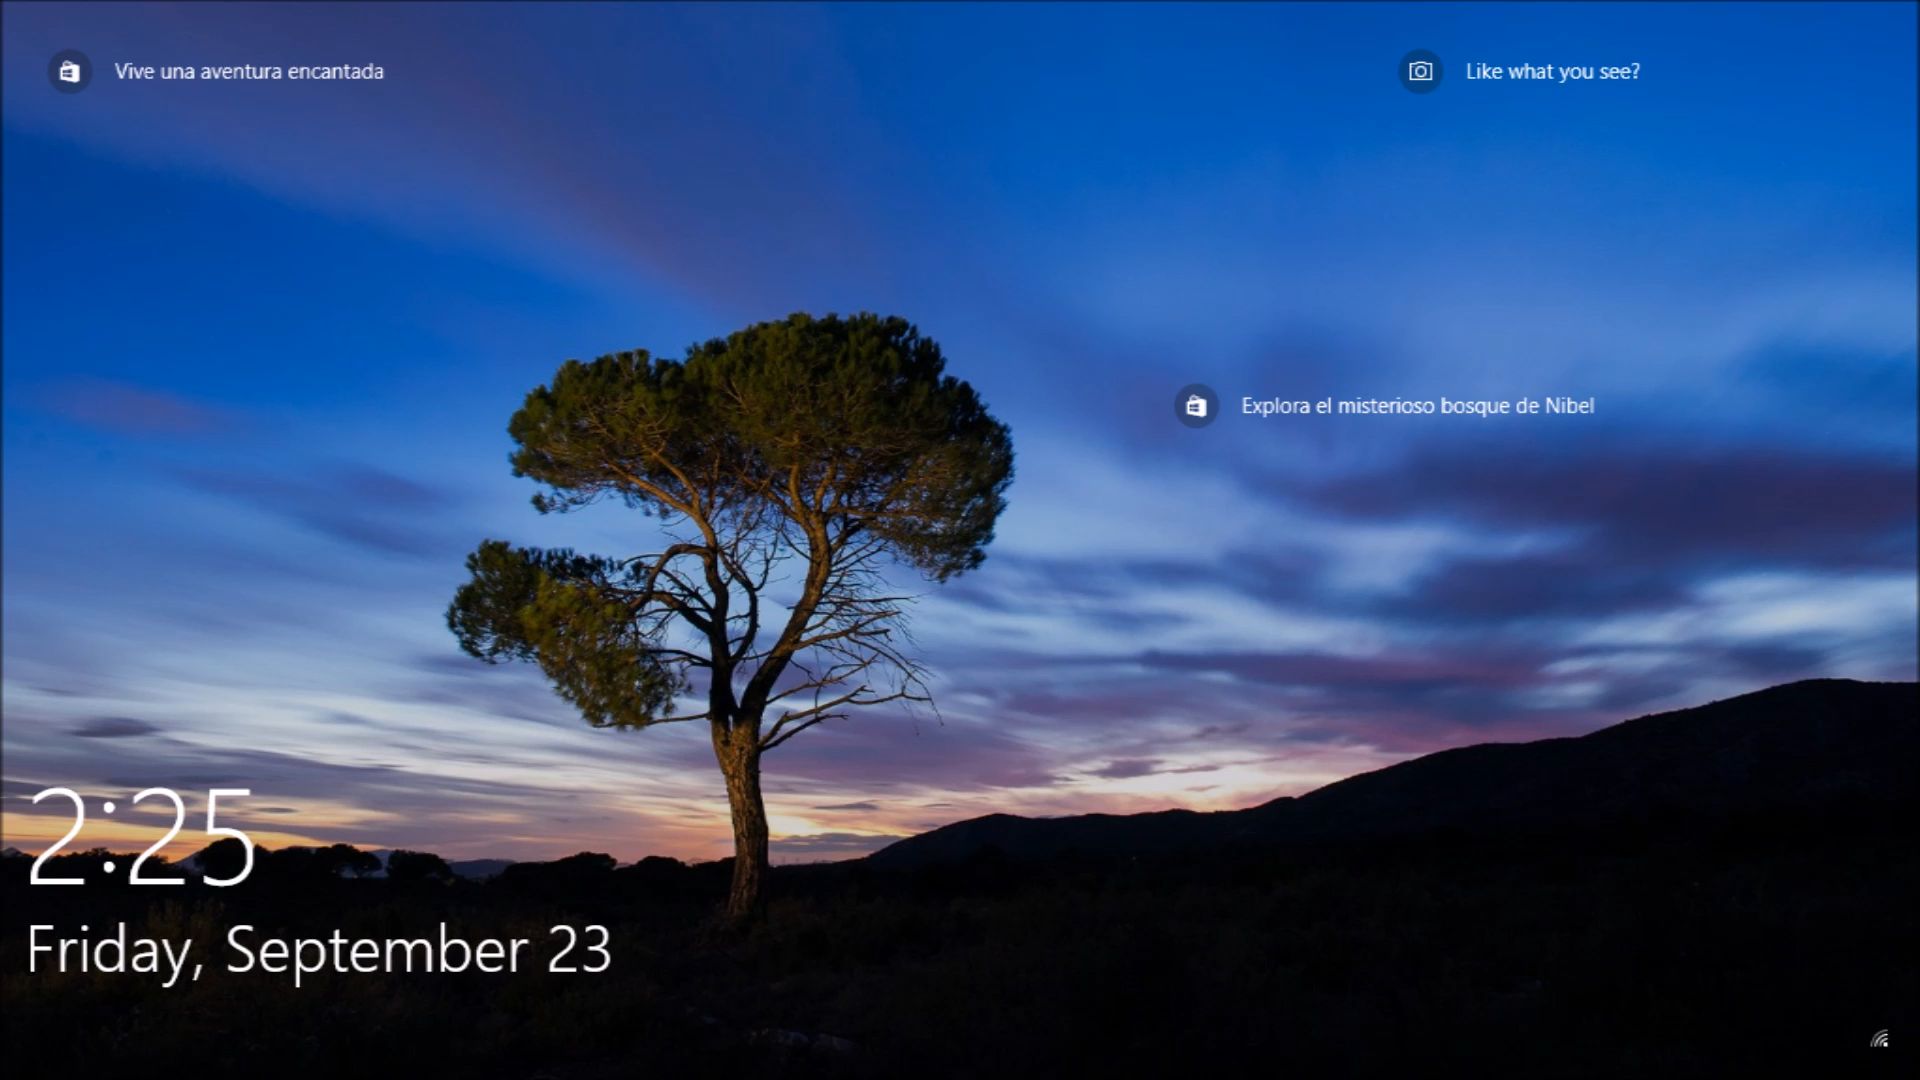 Vive una aventura encantada
Like what you see?
Explora el misterioso bosque de Nibel
2:25
Friday, September 23